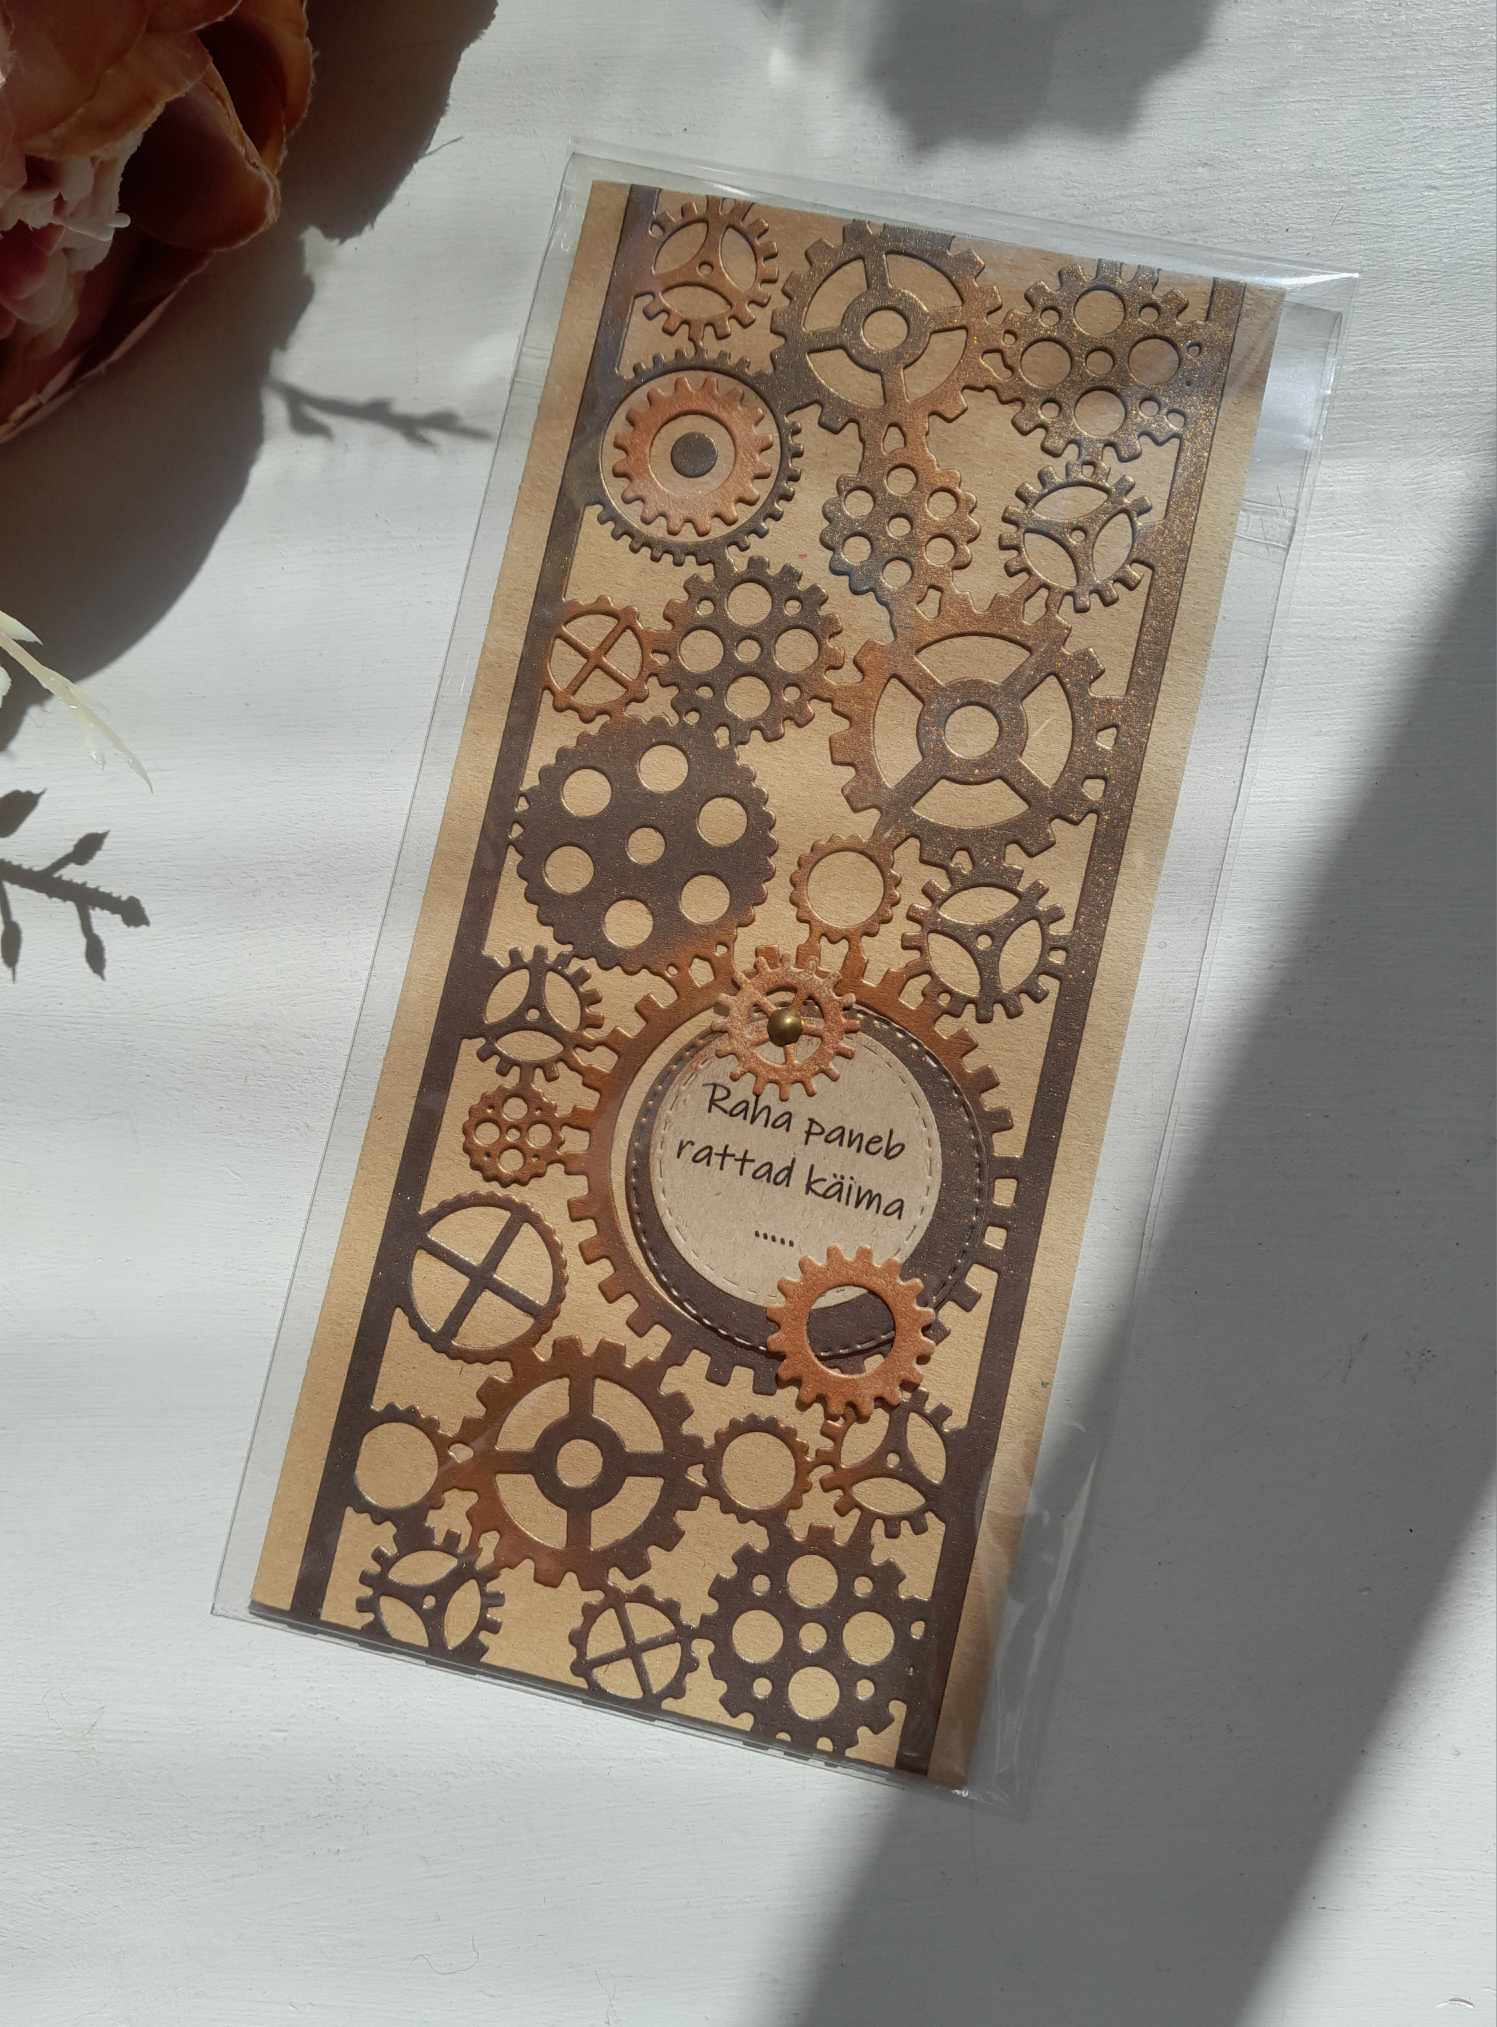 Raha paneb
rattad käima
.....